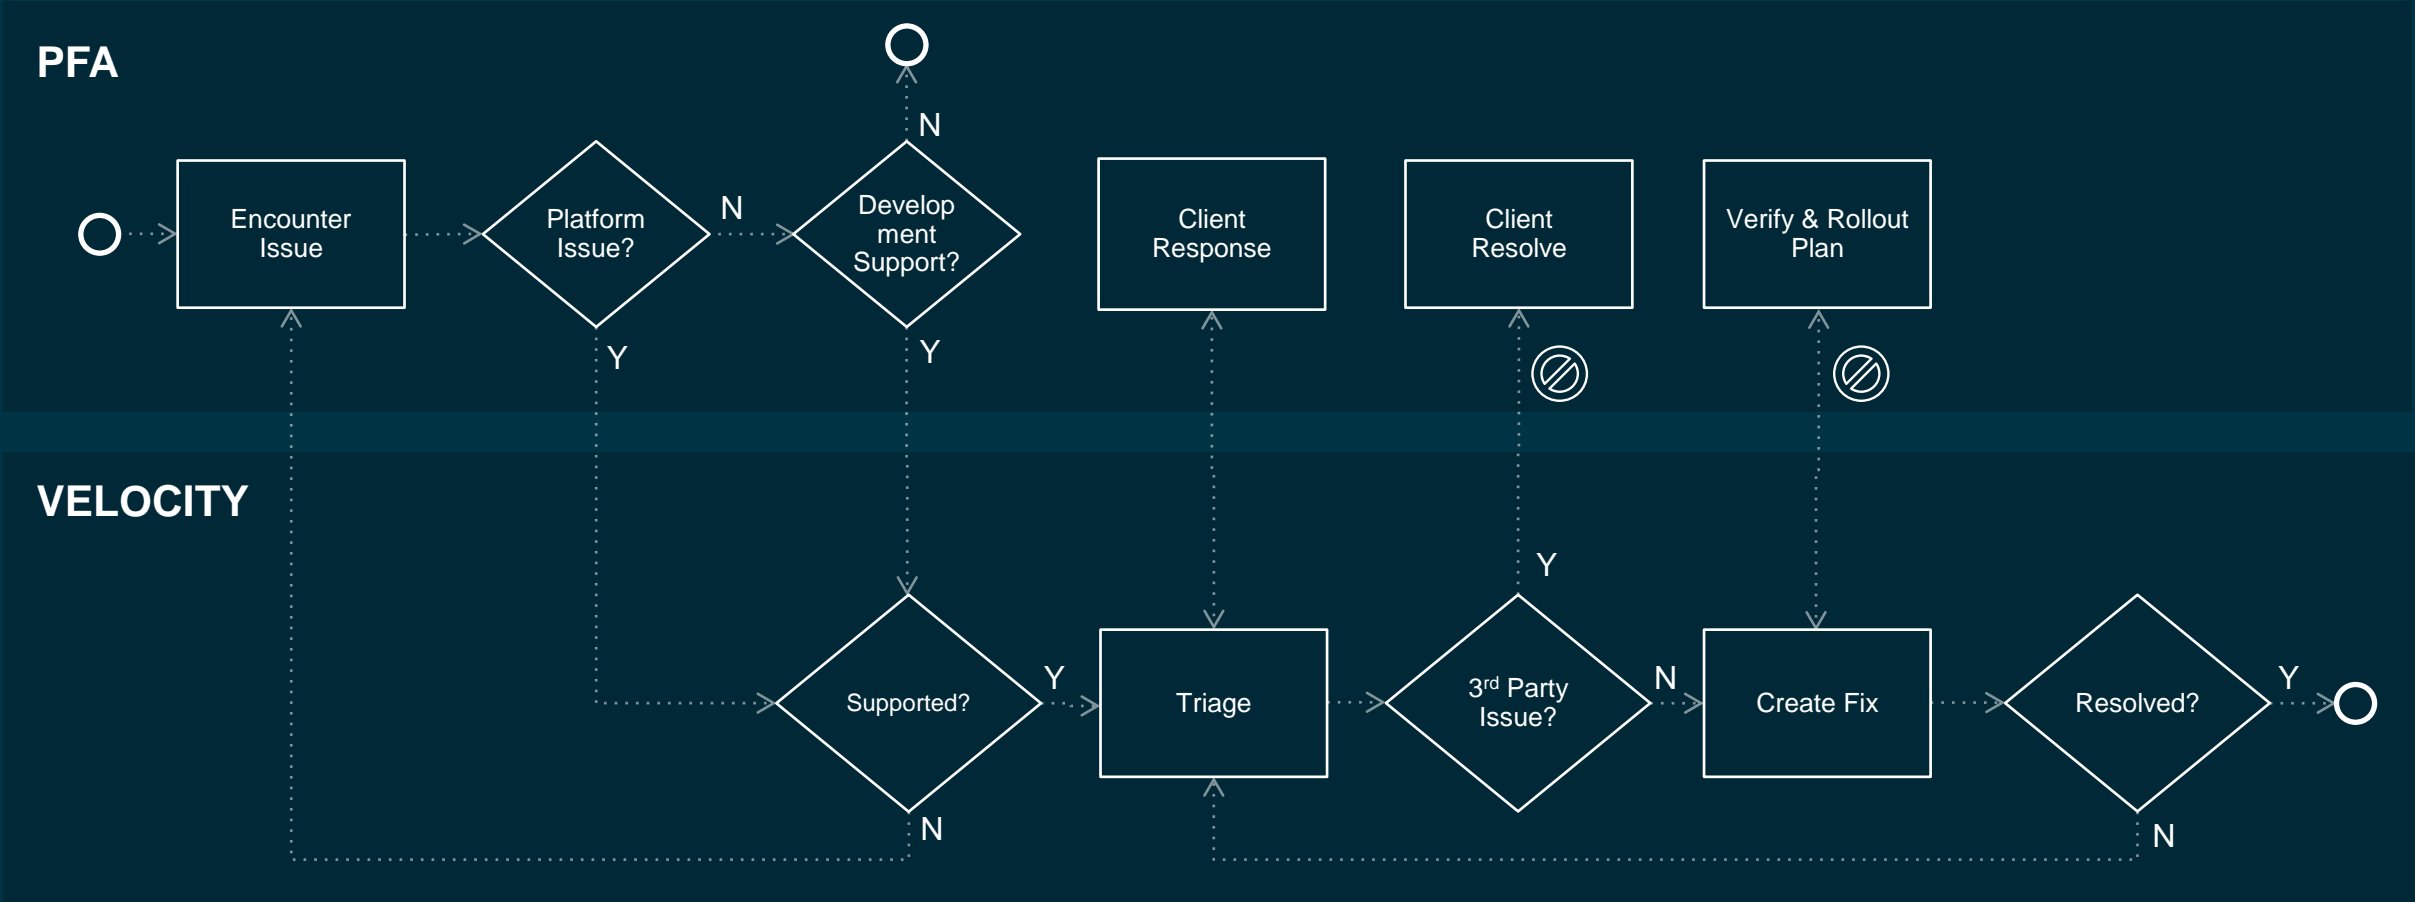 PFA
N
Encounter
Issue
Platform
Issue?
N
Develop
ment
Support?
Client
Response
Client
Resolve
Verify & Rollout
Plan
Y
Y
VELOCITY
Y
Supported?
Y
Triage
3rd Party
Issue?
N
Create Fix
Resolved?
Y
N
N